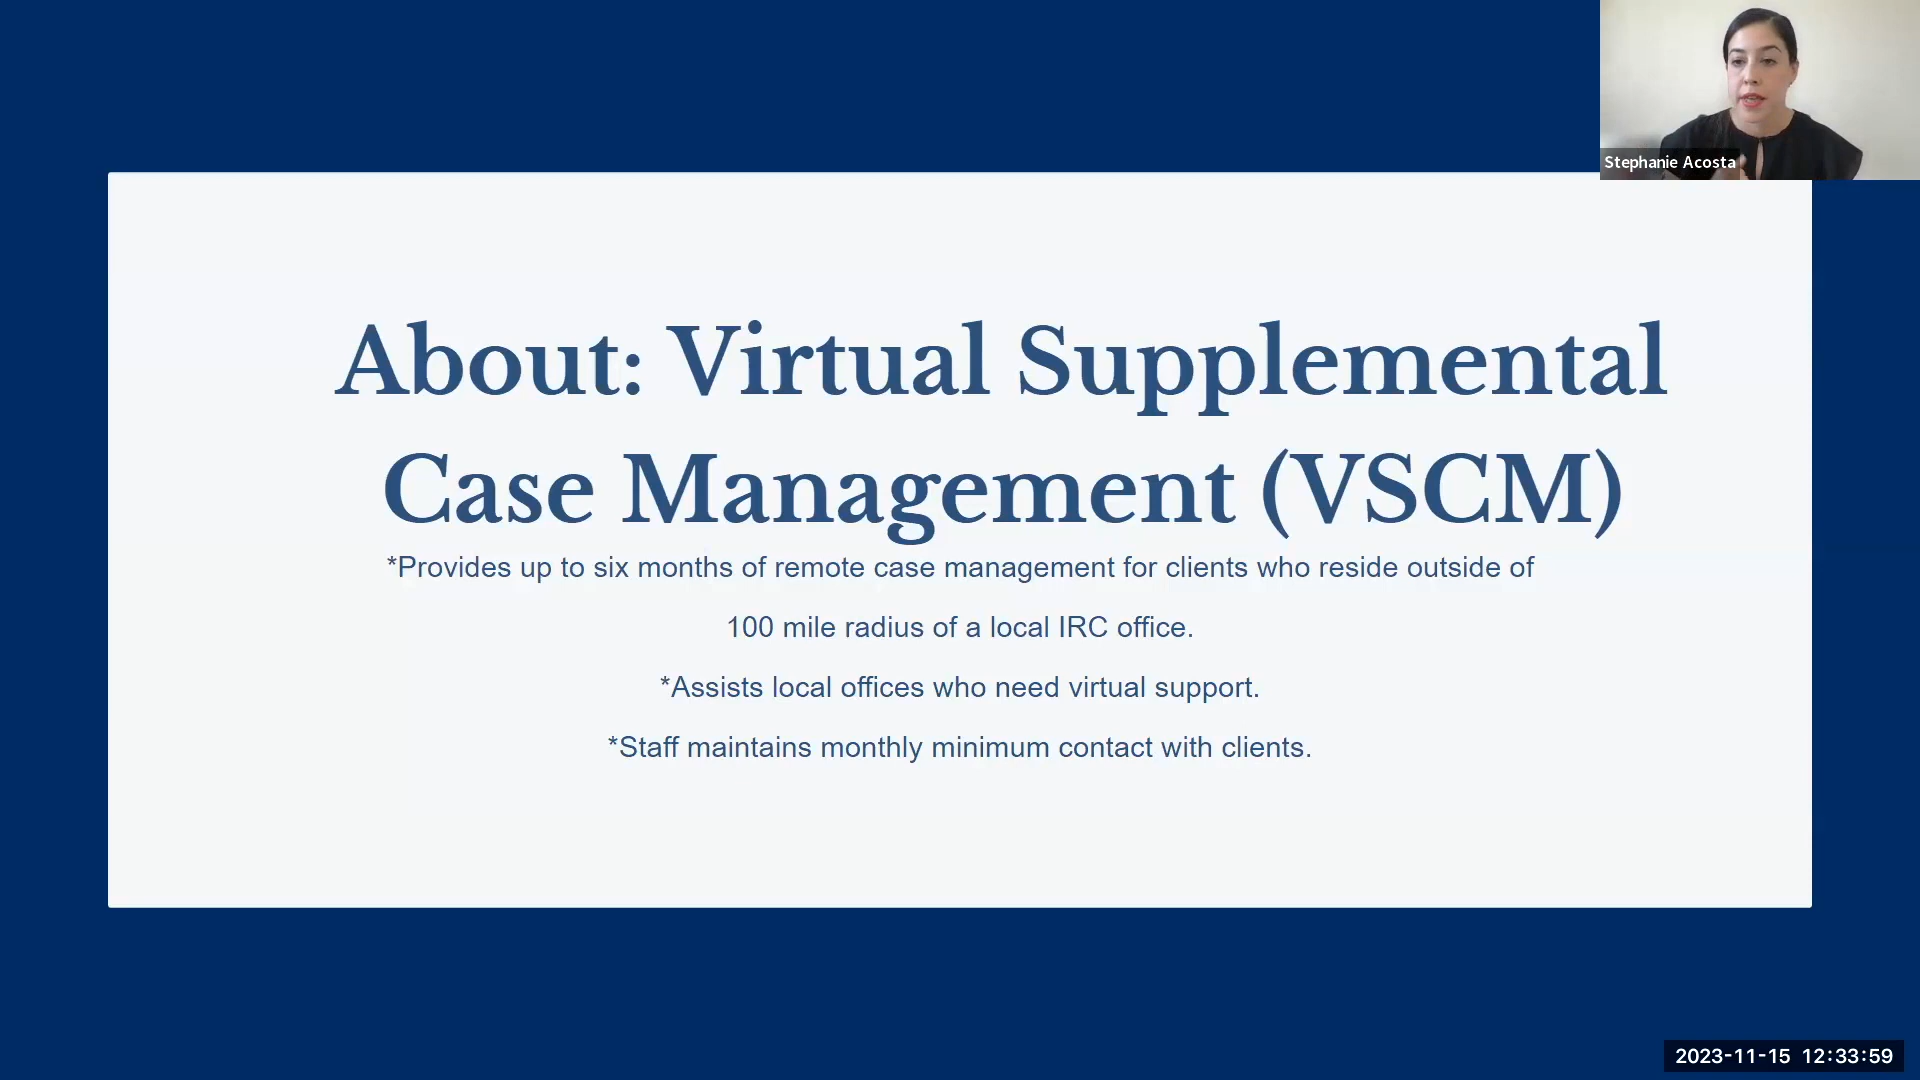 Stephanie Acosta
About: Virtual Supplemental
Case Management (VSCM)
*Provides up to six months of remote case management for clients who reside outside of
100 mile radius of a local IRC office.
*Assists local offices who need virtual support.
*Staff maintains monthly minimum contact with clients.
2023-11-15 12:33:59